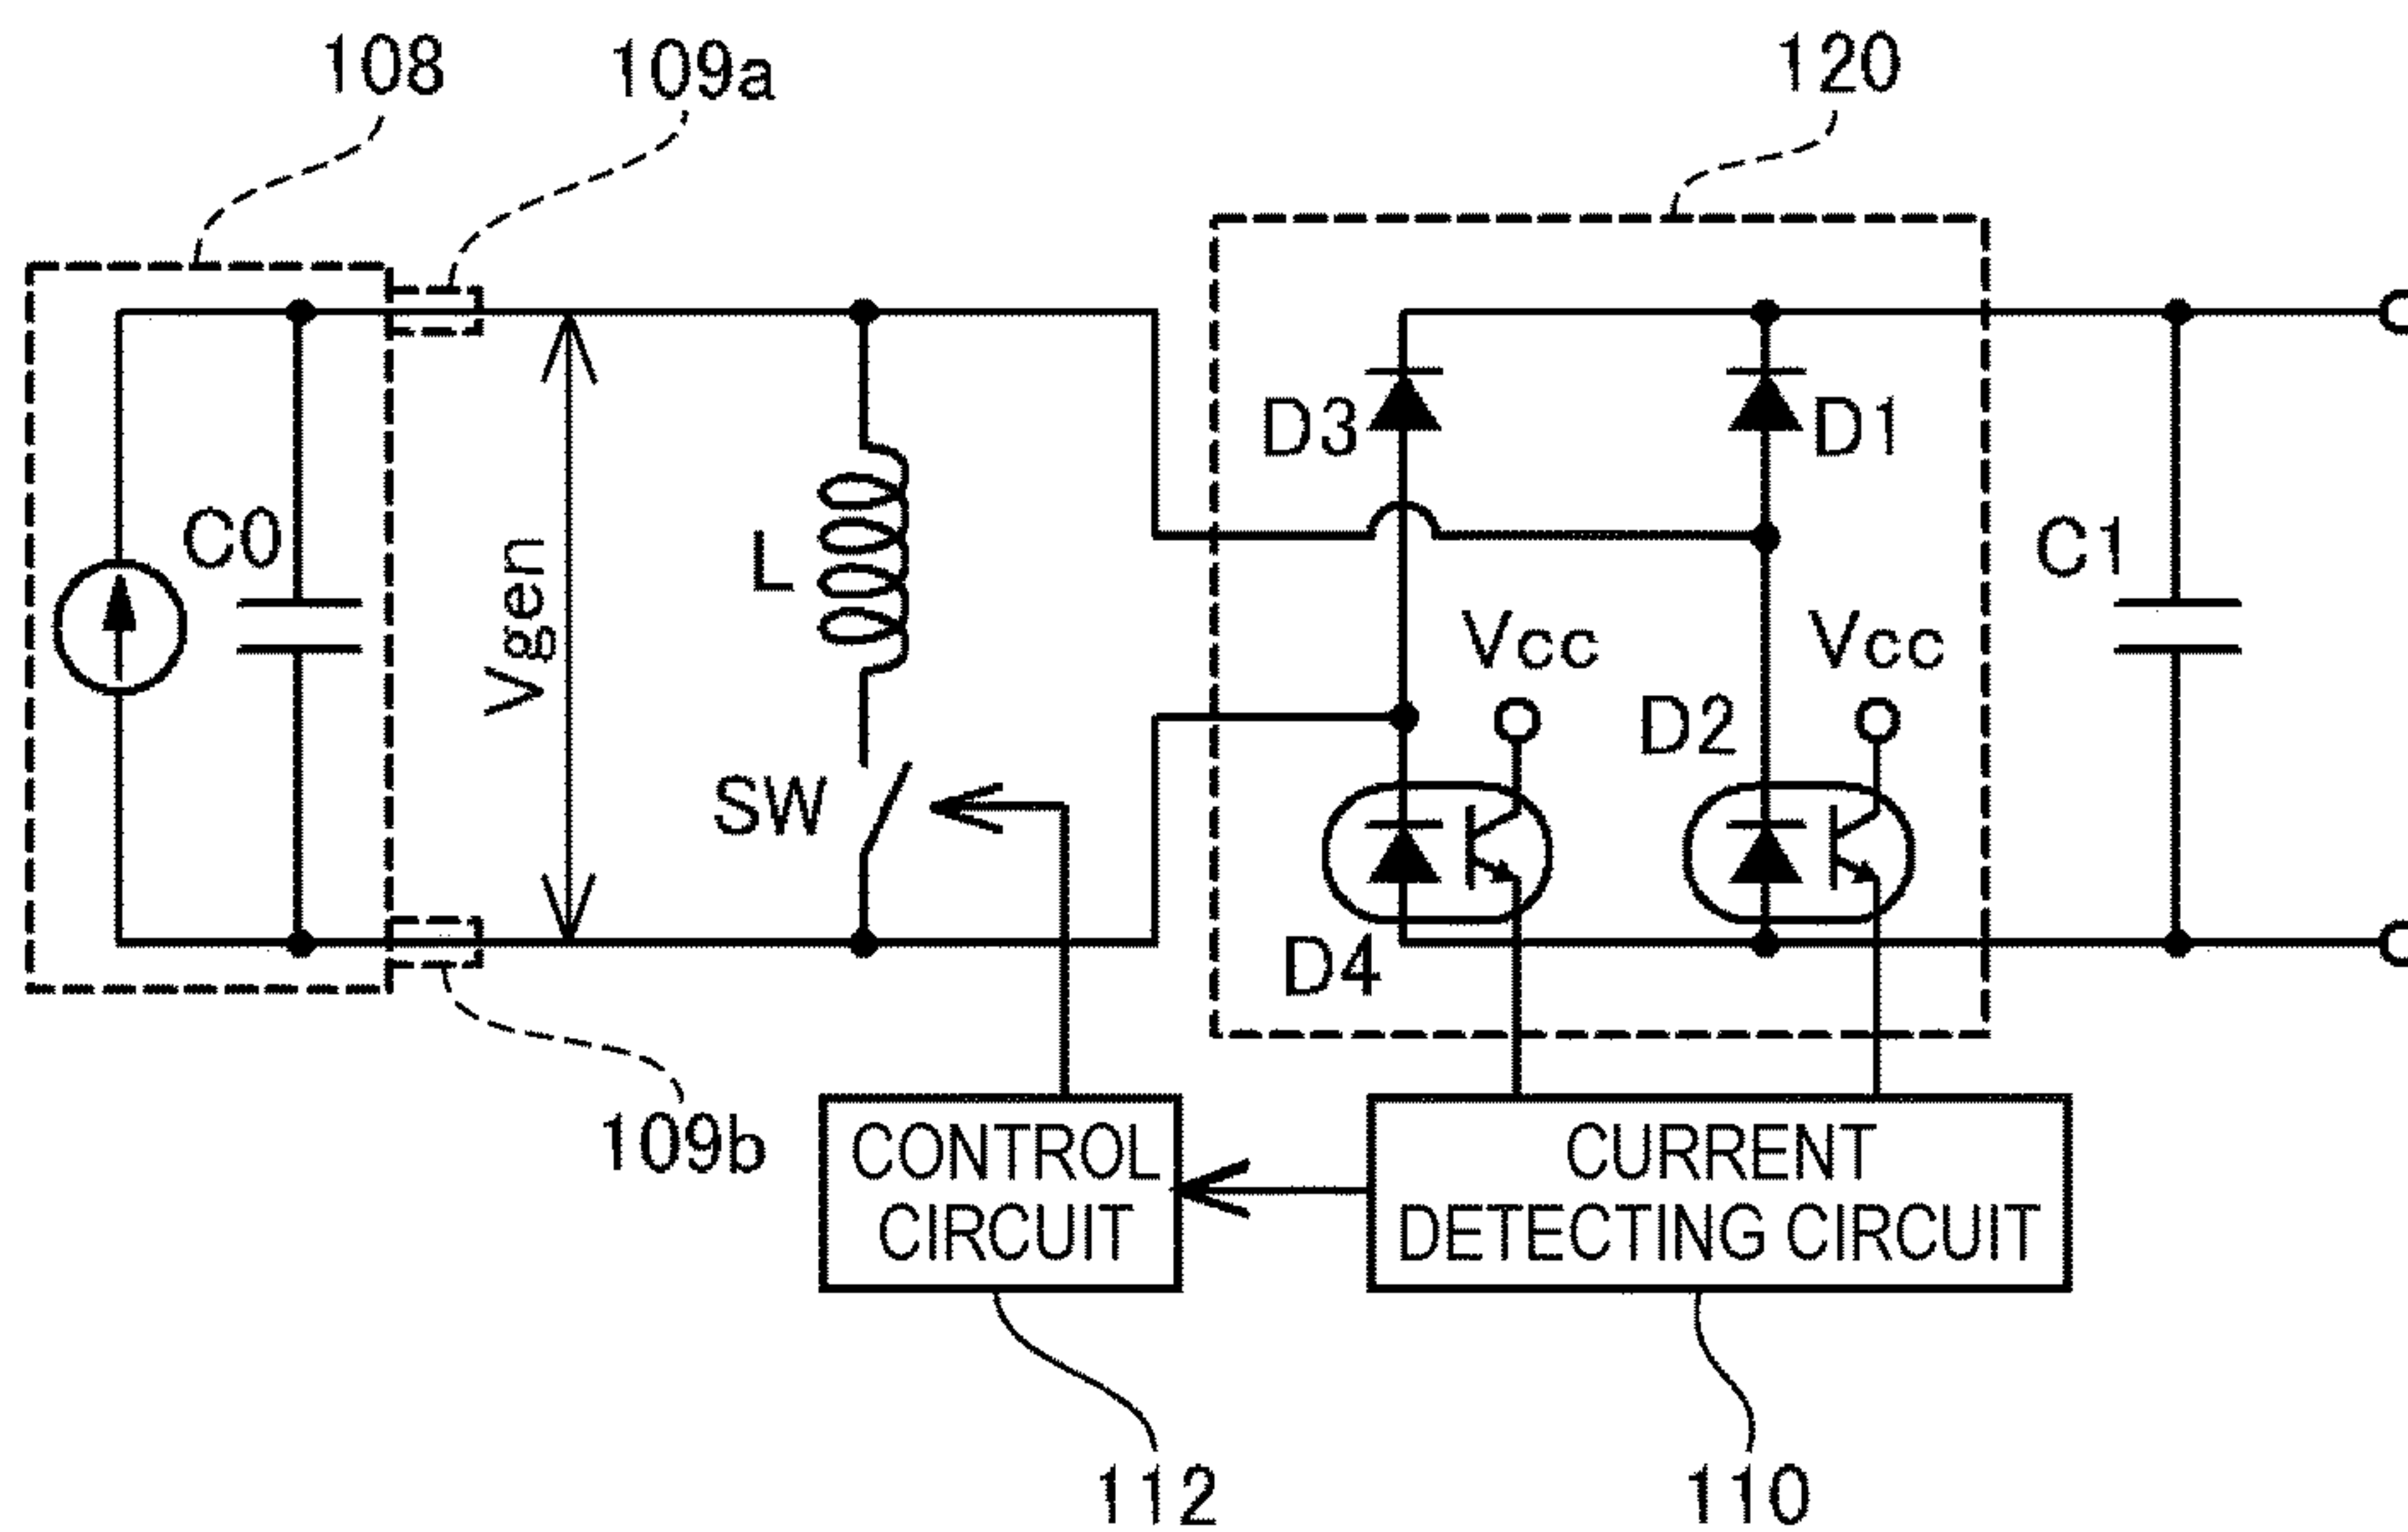 108
109a
120
D3
D1
C0
Vgen
L
C1
Vcc
Vcc
D2
SW
D4
109b
CONTROL
CIRCUIT
CURRENT
DETECTING CIRCUIT
112
110